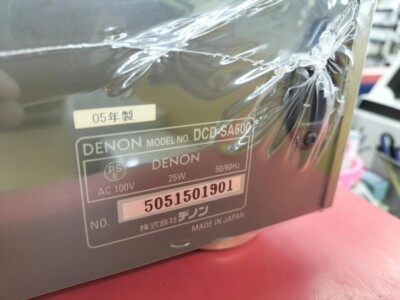 05年製
DENON MODEL NO. DCD-SA500
DENON
PS
E
AC 100V 25W 50/60Hz
NO. 5051501901
株式会社デノン
MADE IN JAPAN